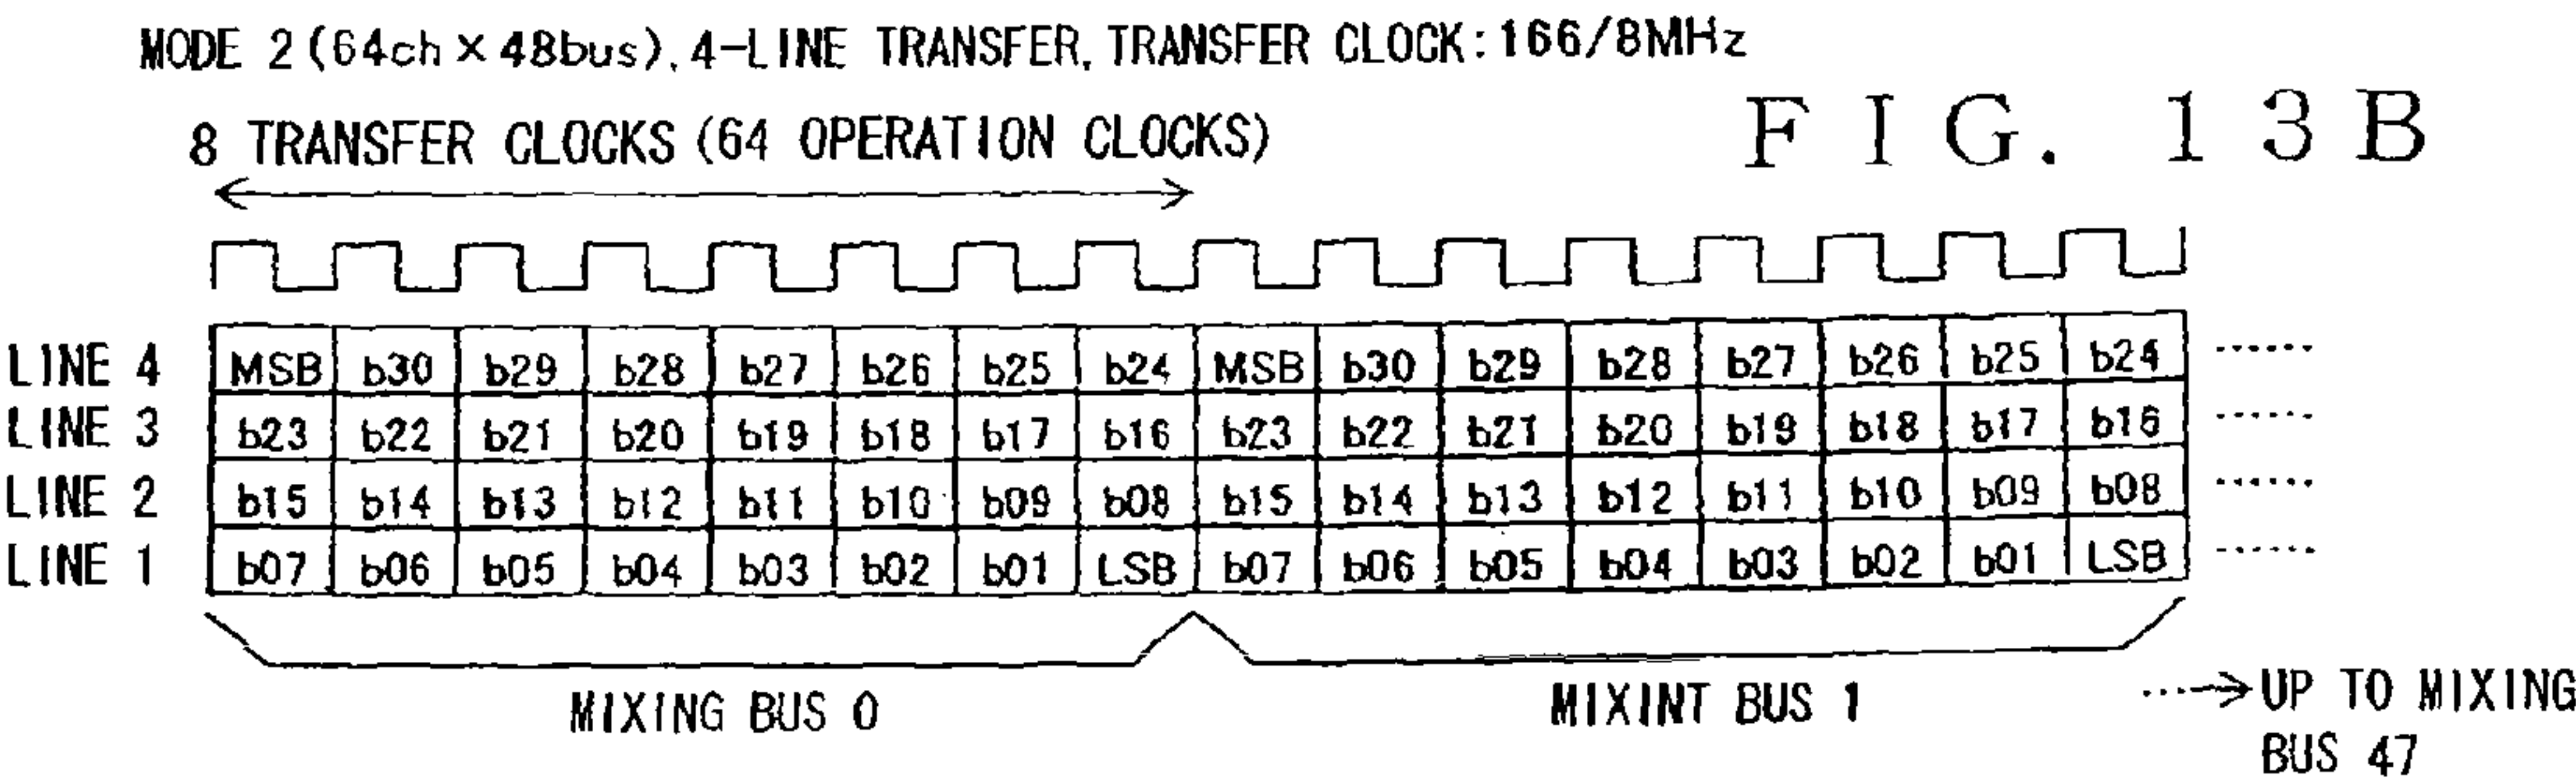 MODE 2 (64ch × 48bus), 4-LINE TRANSFER, TRANSFER CLOCK: 166/8MHz
FIG. 13B
8 TRANSFER CLOCKS (64 OPERATION CLOCKS)
LINE 4 MSB b30 b29 b28 b27 b26 b25 b24 MSB b30 b29 b28 b27 b26 b25 b24 ......
LINE 3 b23 b22 b21 b20 b19 b18 b17 b16 b23 b22 b21 b20 b19 b18 b17 b16 ......
LINE 2 b15 b14 b13 b12 b11 b10 b09 b08 b15 b14 b13 b12 b11 b10 b09 b08 ......
LINE 1 b07 b06 b05 b04 b03 b02 b01 LSB b07 b06 b05 b04 b03 b02 b01 LSB ......
MIXING BUS 0
MIXINT BUS 1
...→UP TO MIXING
BUS 47